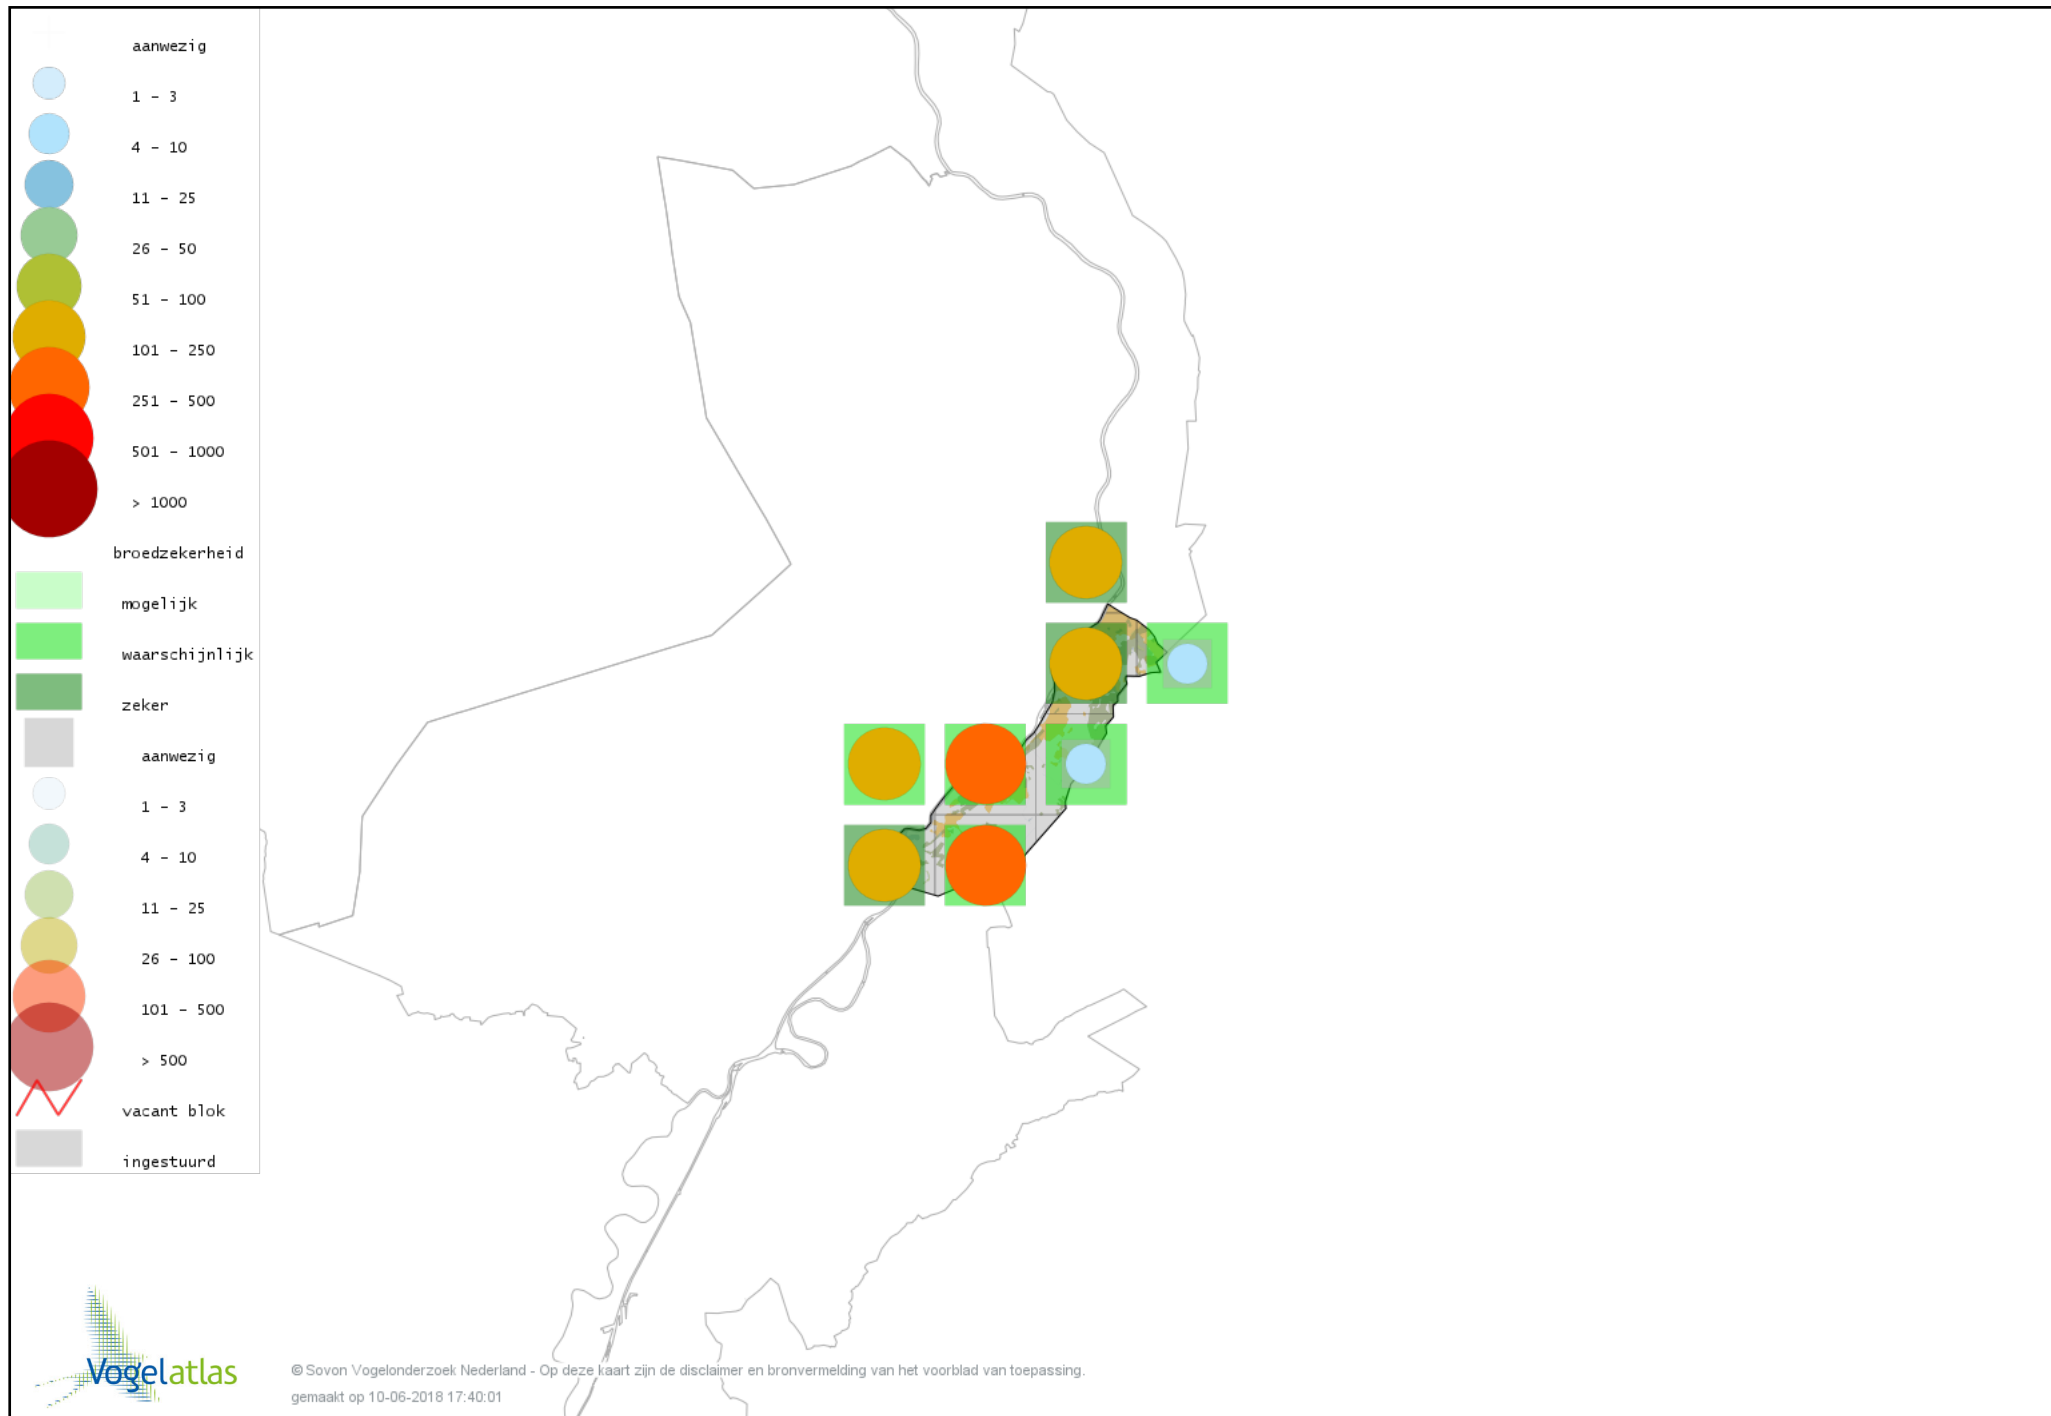 aanwezig
1 - 3
4 - 10
11 - 25
26 - 50
51 - 100
101 - 250
251 - 500
501 - 1000
> 1000
broedzekerheid
mogelijk
waarschijnlijk
zeker
aanwezig
1 - 3
4 - 10
11 - 25
26 - 100
101 - 500
> 500
vacant blok
ingestuurd
Vogelatlas
© Sovon Vogelonderzoek Nederland - Op deze kaart zijn de disclaimer en bronvermelding van het voorblad van toepassing.
gemaakt op 10-06-2018 17:40:01